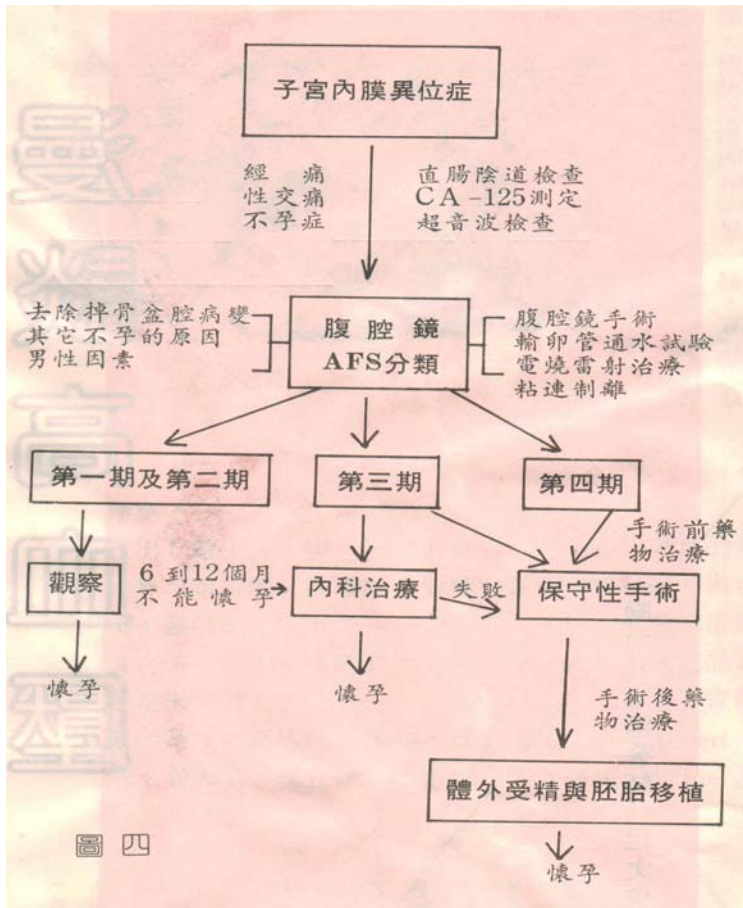 子宮內膜異位症
經痛
性交痛
不孕症
直腸陰道檢查
CA-125測定
超音波檢查
去除掉骨盆腔病變
其它不孕的原因
男性因素
腹腔鏡
AFS分類
腹腔鏡手術
輸卵管通水試驗
電燒雷射治療
粘連制離
第一期及第二期
第三期
第四期
手術前藥
物治療
觀察
6到12個月
不能懷孕
內科治療
失敗
保守性手術
懷孕
懷孕
手術後藥
物治療
體外受精與胚胎移植
圖四
懷孕